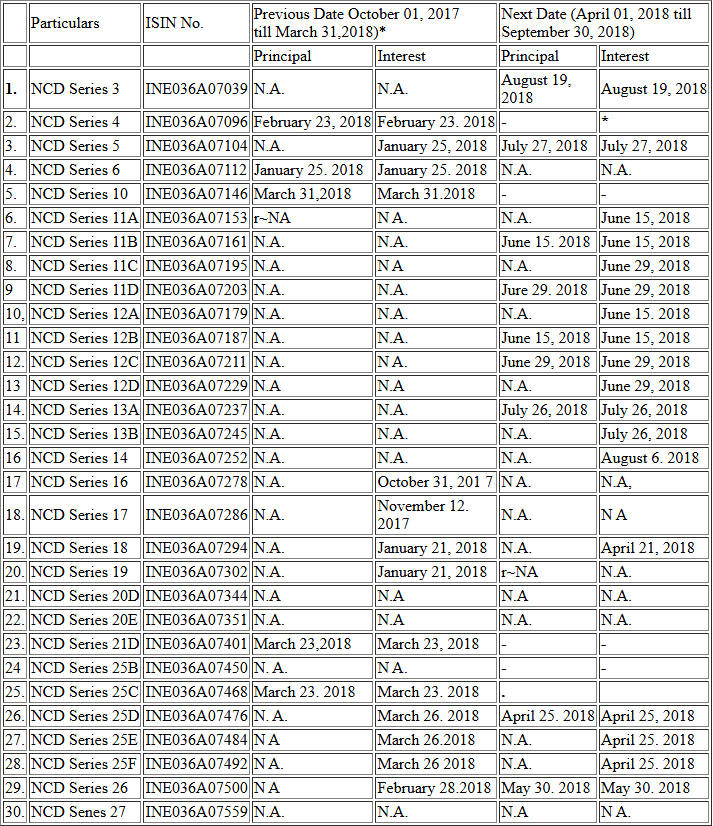 Particulars ISIN No. Previous Date October 01, 2017 till March 31,2018)* Next Date (April 01, 2018 till September 30, 2018)
Principal Interest Principal Interest
1. NCD Series 3 INE036A07039 N.A. N.A. August 19, 2018 August 19, 2018
2. NCD Series 4 INE036A07096 February 23, 2018 February 23. 2018 - *
3. NCD Series 5 INE036A07104 N.A. January 25, 2018 July 27, 2018 July 27, 2018
4. NCD Series 6 INE036A07112 January 25. 2018 January 25. 2018 N.A. N.A.
5. NCD Series 10 INE036A07146 March 31,2018 March 31.2018 - -
6. NCD Series 11A INE036A07153 r~NA N A. N.A. June 15, 2018
7. NCD Series 11B INE036A07161 N.A. N.A. June 15. 2018 June 15, 2018
8. NCD Series 11C INE036A07195 N.A. N A N.A. June 29, 2018
9 NCD Series 11D INE036A07203 N.A. N.A. Jure 29. 2018 June 29, 2018
10, NCD Series 12A INE036A07179 N.A. N.A. N.A. June 15. 2018
11 NCD Series 12B INE036A07187 N.A. N.A. June 15, 2018 June 15, 2018
12. NCD Series 12C INE036A07211 N.A. N.A. June 29, 2018 June 29, 2018
13 NCD Series 12D INE036A07229 N.A N.A N.A. June 29, 2018
14. NCD Series 13A INE036A07237 N.A. N.A. July 26, 2018 July 26, 2018
15. NCD Series 13B INE036A07245 N.A. N.A. N.A. July 26, 2018
16 NCD Series 14 INE036A07252 N.A. N.A. N.A. August 6. 2018
17 NCD Series 16 INE036A07278 N.A. October 31, 201 7 N A. N.A,
18. NCD Series 17 INE036A07286 N.A. November 12. 2017 N.A. N A
19. NCD Series 18 INE036A07294 N.A. January 21, 2018 N.A. April 21, 2018
20. NCD Series 19 INE036A07302 N.A. January 21, 2018 r~NA N.A.
21. NCD Series 20D INE036A07344 N A N.A N A N.A.
22. NCD Series 20E INE036A07351 N.A. N.A. N.A. N.A.
23. NCD Series 21D INE036A07401 March 23,2018 March 23, 2018 - -
24 NCD Series 25B INE036A07450 N. A. N A. - -
25. NCD Series 25C INE036A07468 March 23. 2018 March 23. 2018 .
26. NCD Series 25D INE036A07476 N. A. March 26. 2018 April 25. 2018 April 25, 2018
27. NCD Series 25E INE036A07484 N A March 26.2018 N.A. April 25. 2018
28. NCD Series 25F INE036A07492 N.A. March 26 2018 N.A. April 25. 2018
29. NCD Series 26 INE036A07500 N A February 28.2018 May 30. 2018 May 30. 2018
30. NCD Senes 27 INE036A07559 N.A. N.A. N.A N A.